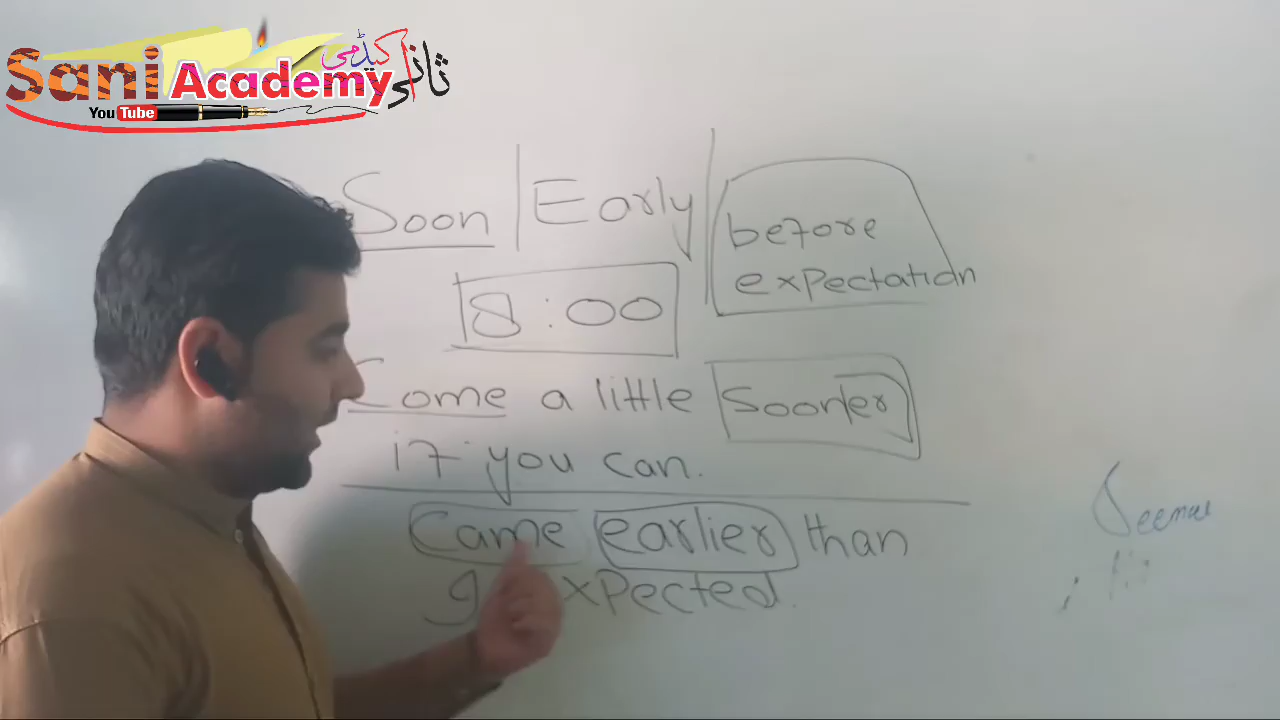 Sani Academy ثانی اکیڈمی
YouTube
Soon | Early | before
expectation
8:00
Come a little sooner
if you can.
Came earlier than
I expected.